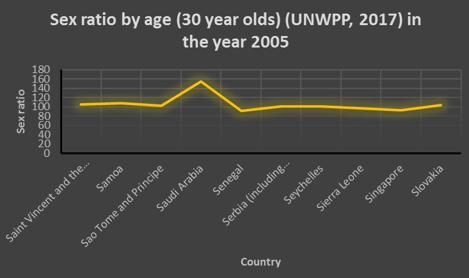 Sex ratio by age (30 year olds) (UNWPP, 2017) in
the year 2005
180
160
140
120
100
80
60
40
20
0
Sex ratio
Saint Vincent and the...
Samoa
Sao Tome and Principe
Saudi Arabia
Senegal
Serbia (including...
Seychelles
Sierra Leone
Singapore
Slovakia
Country